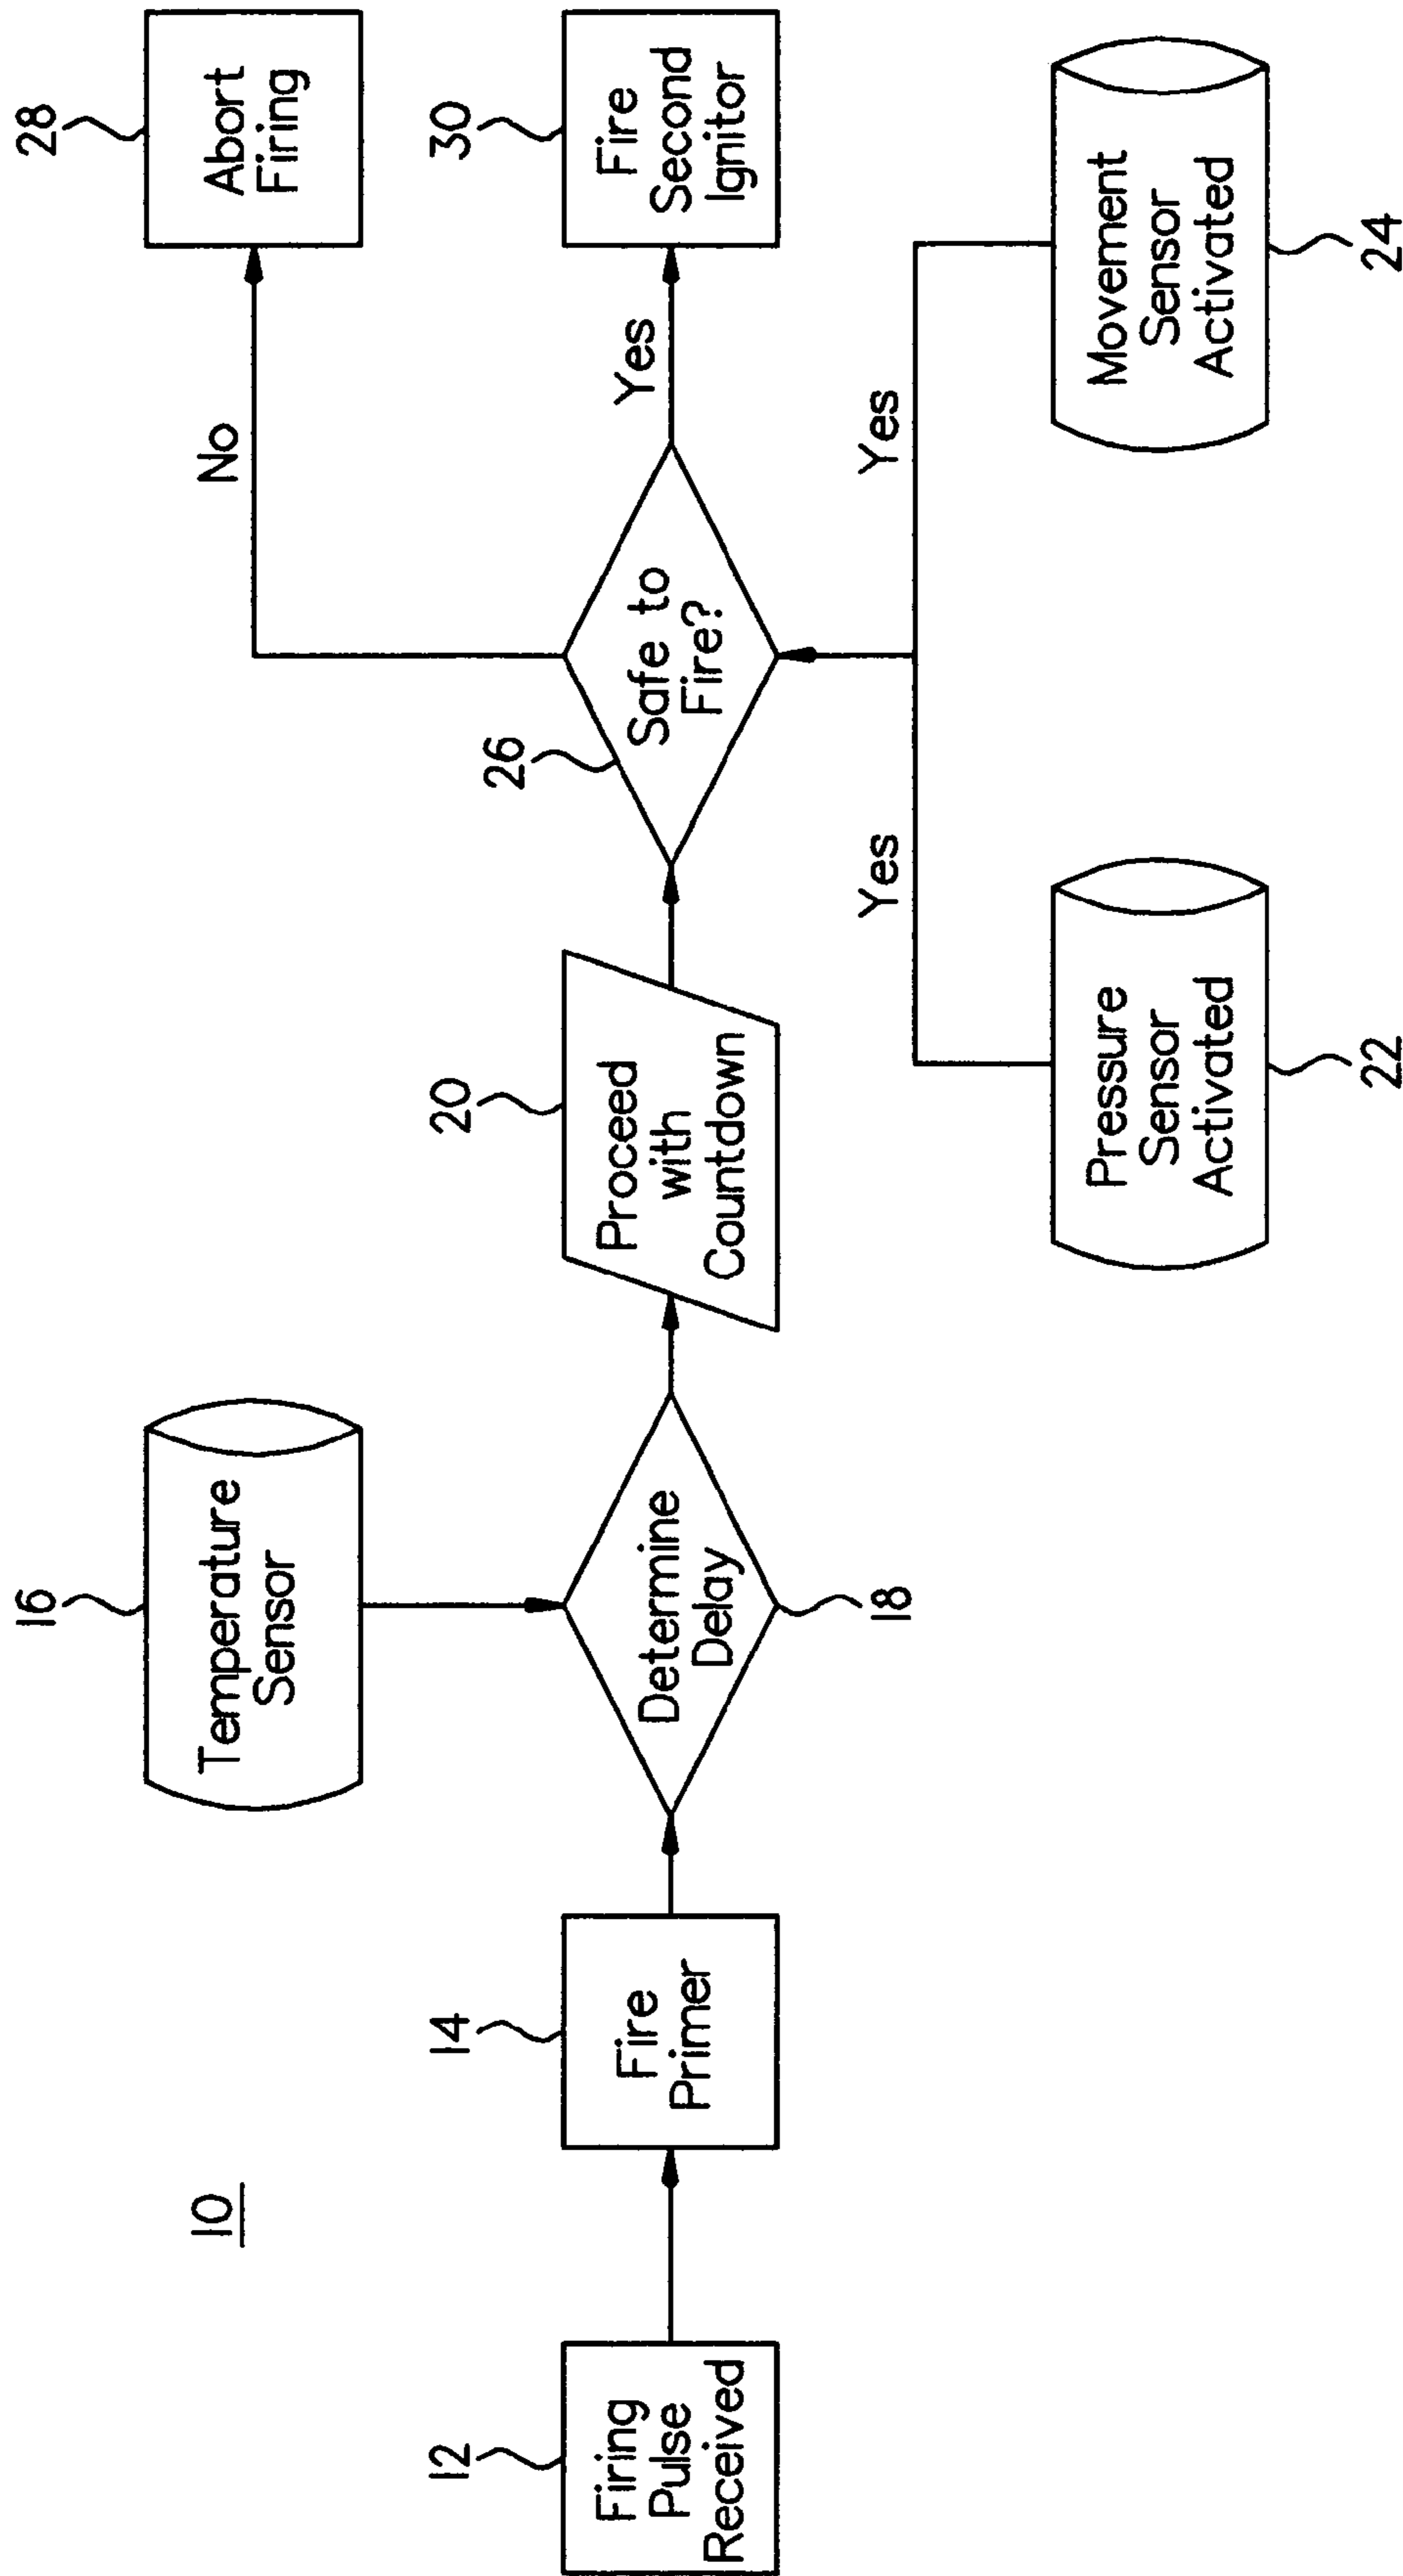 10
12
Firing
Pulse
Received
14
Fire
Primer
16
Temperature
Sensor
Determine
Delay
18
20
Proceed
with
Countdown
26
Safe to
Fire?
No
28
Abort
Firing
Yes
30
Fire
Second
Ignitor
Yes
Pressure
Sensor
Activated
22
Yes
Movement
Sensor
Activated
24